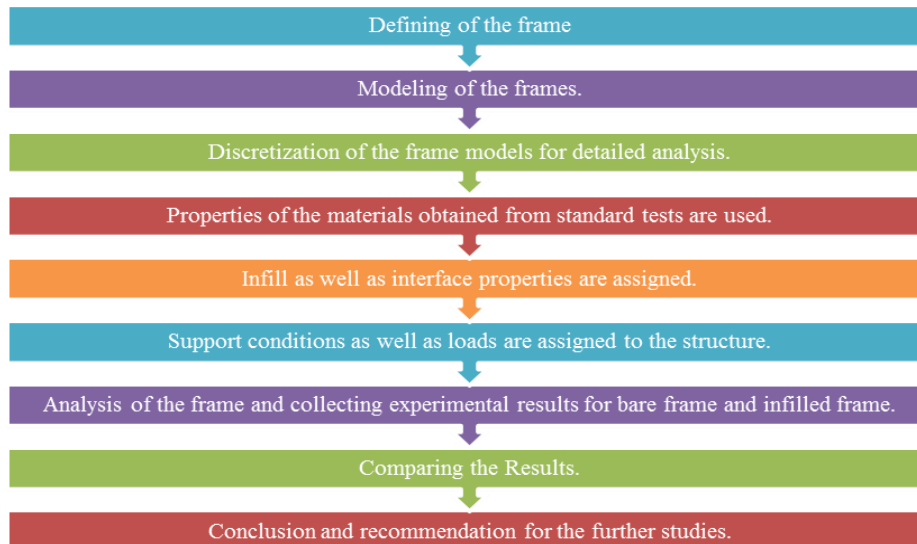 Defining of the frame
Modeling of the frames.
Discretization of the frame models for detailed analysis.
Properties of the materials obtained from standard tests are used.
Infill as well as interface properties are assigned.
Support conditions as well as loads are assigned to the structure.
Analysis of the frame and collecting experimental results for bare frame and infilled frame.
Comparing the Results.
Conclusion and recommendation for the further studies.